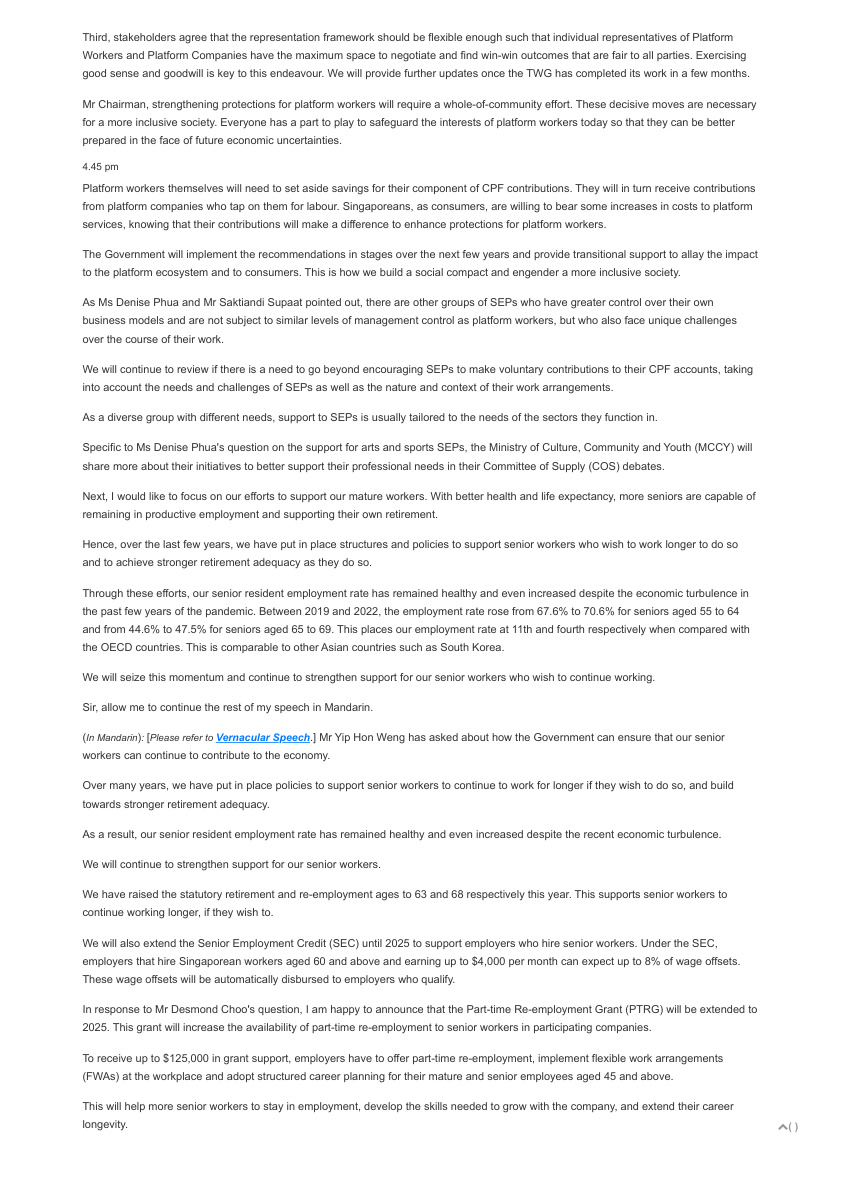 Third, stakeholders agree that the representation framework should be flexible enough such that individual representatives of Platform
Workers and Platform Companies have the maximum space to negotiate and find win-win outcomes that are fair to all parties. Exercising
good sense and goodwill is key to this endeavour. We will provide further updates once the TWG has completed its work in a few months.
Mr Chairman, strengthening protections for platform workers will require a whole-of-community effort. These decisive moves are necessary
for a more inclusive society. Everyone has a part to play to safeguard the interests of platform workers today so that they can be better
prepared in the face of future economic uncertainties.
4.45 pm
Platform workers themselves will need to set aside savings for their component of CPF contributions. They will in turn receive contributions
from platform companies who tap on them for labour. Singaporeans, as consumers, are willing to bear some increases in costs to platform
services, knowing that their contributions will make a difference to enhance protections for platform workers.
The Government will implement the recommendations in stages over the next few years and provide transitional support to allay the impact
to the platform ecosystem and to consumers. This is how we build a social compact and engender a more inclusive society.
As Ms Denise Phua and Mr Saktiandi Supaat pointed out, there are other groups of SEPs who have greater control over their own
business models and are not subject to similar levels of management control as platform workers, but who also face unique challenges
over the course of their work.
We will continue to review if there is a need to go beyond encouraging SEPs to make voluntary contributions to their CPF accounts, taking
into account the needs and challenges of SEPs as well as the nature and context of their work arrangements.
As a diverse group with different needs, support to SEPs is usually tailored to the needs of the sectors they function in.
Specific to Ms Denise Phua's question on the support for arts and sports SEPs, the Ministry of Culture, Community and Youth (MCCY) will
share more about their initiatives to better support their professional needs in their Committee of Supply (COS) debates.
Next, I would like to focus on our efforts to support our mature workers. With better health and life expectancy, more seniors are capable of
remaining in productive employment and supporting their own retirement.
Hence, over the last few years, we have put in place structures and policies to support senior workers who wish to work longer to do so
and to achieve stronger retirement adequacy as they do so.
Through these efforts, our senior resident employment rate has remained healthy and even increased despite the economic turbulence in
the past few years of the pandemic. Between 2019 and 2022, the employment rate rose from 67.6% to 70.6% for seniors aged 55 to 64
and from 44.6% to 47.5% for seniors aged 65 to 69. This places our employment rate at 11th and fourth respectively when compared with
the OECD countries. This is comparable to other Asian countries such as South Korea.
We will seize this momentum and continue to strengthen support for our senior workers who wish to continue working.
Sir, allow me to continue the rest of my speech in Mandarin.
(In Mandarin): [Please refer to Vernacular Speech.] Mr Yip Hon Weng has asked about how the Government can ensure that our senior
workers can continue to contribute to the economy.
Over many years, we have put in place policies to support senior workers to continue to work for longer if they wish to do so, and build
towards stronger retirement adequacy.
As a result, our senior resident employment rate has remained healthy and even increased despite the recent economic turbulence.
We will continue to strengthen support for our senior workers.
We have raised the statutory retirement and re-employment ages to 63 and 68 respectively this year. This supports senior workers to
continue working longer, if they wish to.
We will also extend the Senior Employment Credit (SEC) until 2025 to support employers who hire senior workers. Under the SEC,
employers that hire Singaporean workers aged 60 and above and earning up to $4,000 per month can expect up to 8% of wage offsets.
These wage offsets will be automatically disbursed to employers who qualify.
In response to Mr Desmond Choo's question, I am happy to announce that the Part-time Re-employment Grant (PTRG) will be extended to
2025. This grant will increase the availability of part-time re-employment to senior workers in participating companies.
To receive up to $125,000 in grant support, employers have to offer part-time re-employment, implement flexible work arrangements
(FWAs) at the workplace and adopt structured career planning for their mature and senior employees aged 45 and above.
This will help more senior workers to stay in employment, develop the skills needed to grow with the company, and extend their career
longevity.
( )